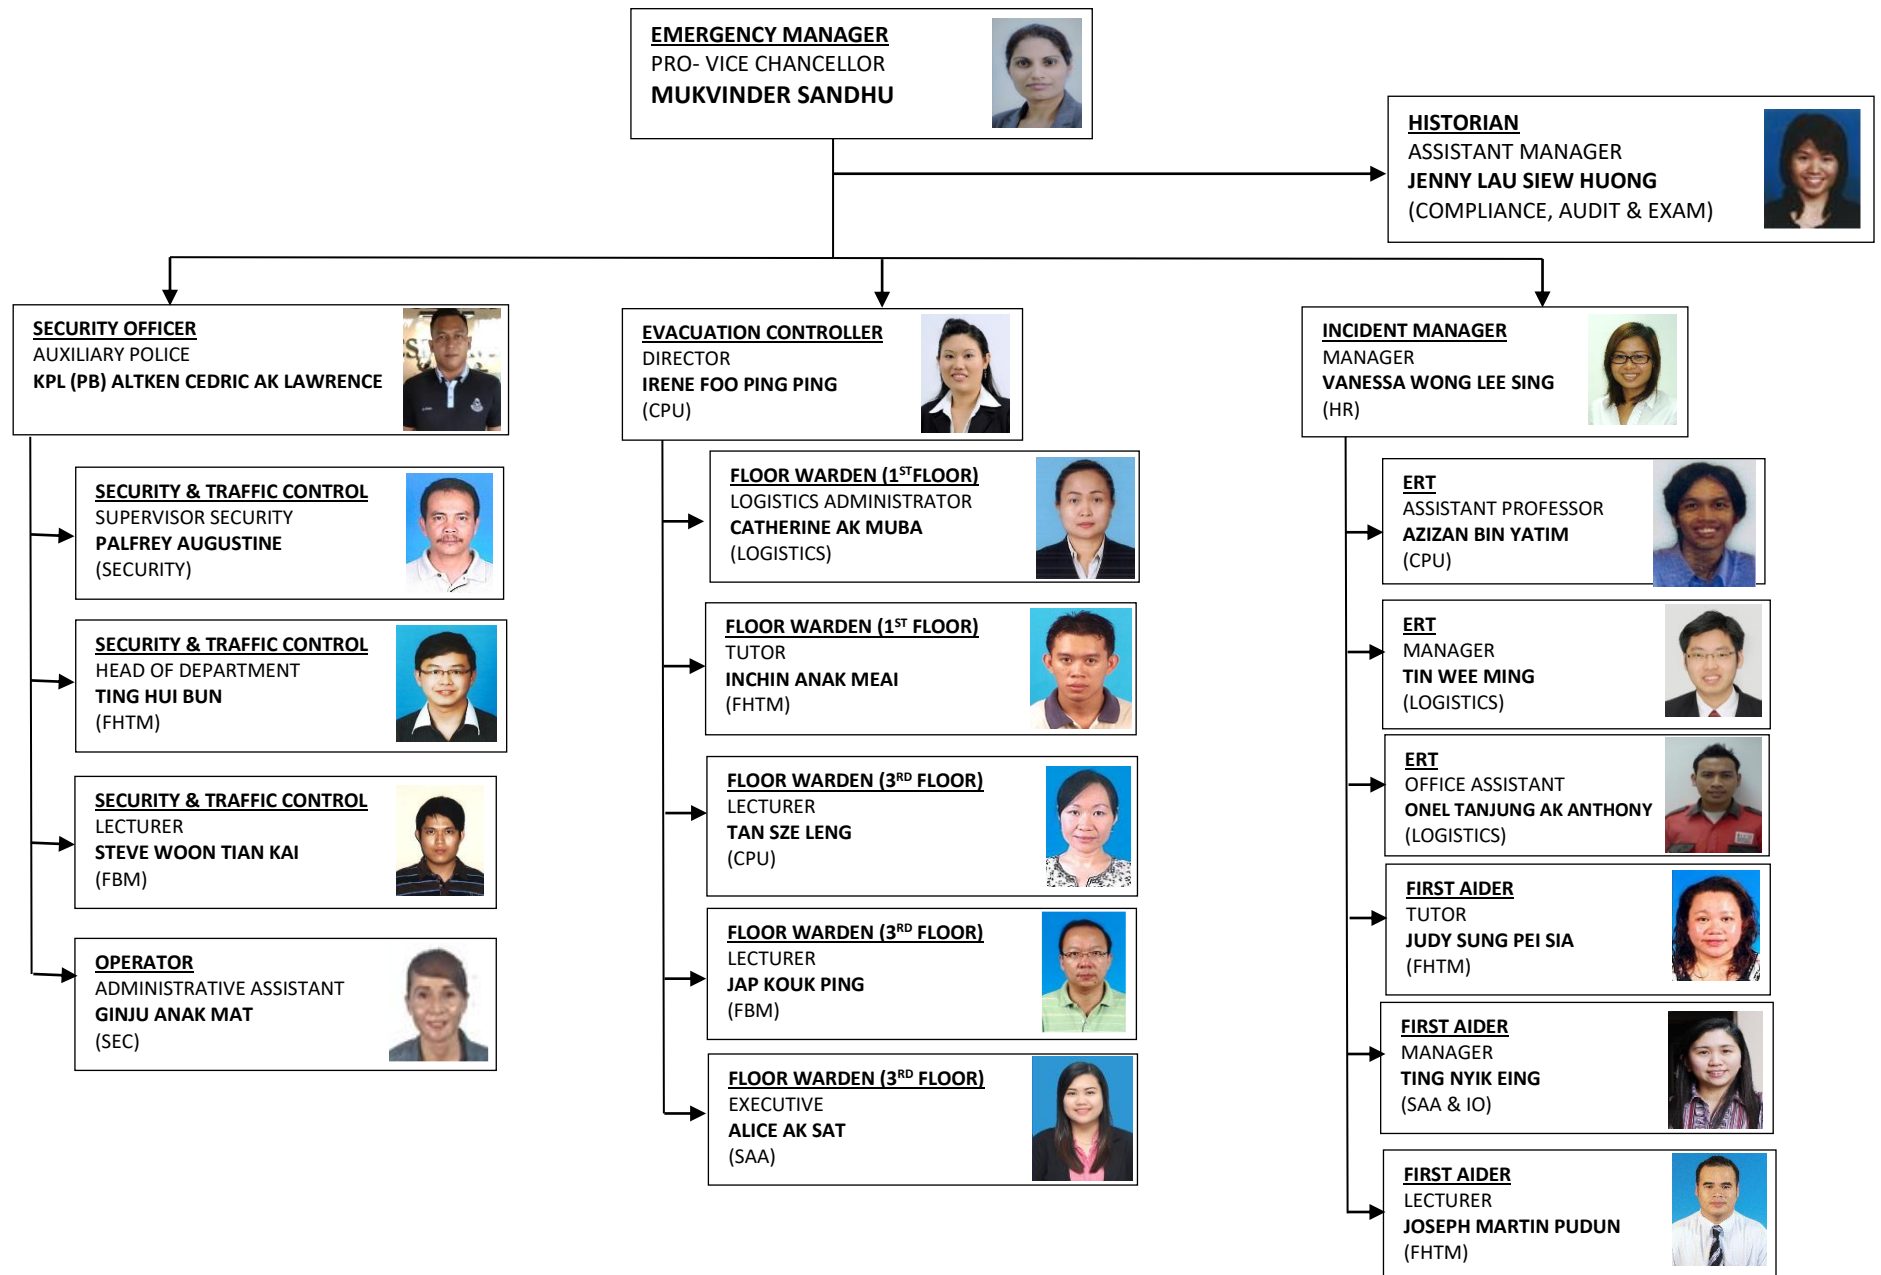 EMERGENCY MANAGER
PRO- VICE CHANCELLOR
MUKVINDER SANDHU
HISTORIAN
ASSISTANT MANAGER
JENNY LAU SIEW HUONG
(COMPLIANCE, AUDIT & EXAM)
SECURITY OFFICER
AUXILIARY POLICE
KPL (PB) ALTKEN CEDRIC AK LAWRENCE
SECURITY & TRAFFIC CONTROL
SUPERVISOR SECURITY
PALFREY AUGUSTINE
(SECURITY)
SECURITY & TRAFFIC CONTROL
HEAD OF DEPARTMENT
TING HUI BUN
(FHTM)
SECURITY & TRAFFIC CONTROL
LECTURER
STEVE WOON TIAN KAI
(FBM)
OPERATOR
ADMINISTRATIVE ASSISTANT
GINJU ANAK MAT
(SEC)
EVACUATION CONTROLLER
DIRECTOR
IRENE FOO PING PING
(CPU)
FLOOR WARDEN (1STFLOOR)
LOGISTICS ADMINISTRATOR
CATHERINE AK MUBA
(LOGISTICS)
FLOOR WARDEN (1ST FLOOR)
TUTOR
INCHIN ANAK MEAI
(FHTM)
FLOOR WARDEN (3RD FLOOR)
LECTURER
TAN SZE LENG
(CPU)
FLOOR WARDEN (3RD FLOOR)
LECTURER
JAP KOUK PING
(FBM)
FLOOR WARDEN (3RD FLOOR)
EXECUTIVE
ALICE AK SAT
(SAA)
INCIDENT MANAGER
MANAGER
VANESSA WONG LEE SING
(HR)
ERT
ASSISTANT PROFESSOR
AZIZAN BIN YATIM
(CPU)
ERT
MANAGER
TIN WEE MING
(LOGISTICS)
ERT
OFFICE ASSISTANT
ONEL TANJUNG AK ANTHONY
(LOGISTICS)
FIRST AIDER
TUTOR
JUDY SUNG PEI SIA
(FHTM)
FIRST AIDER
MANAGER
TING NYIK EING
(SAA & IO)
FIRST AIDER
LECTURER
JOSEPH MARTIN PUDUN
(FHTM)